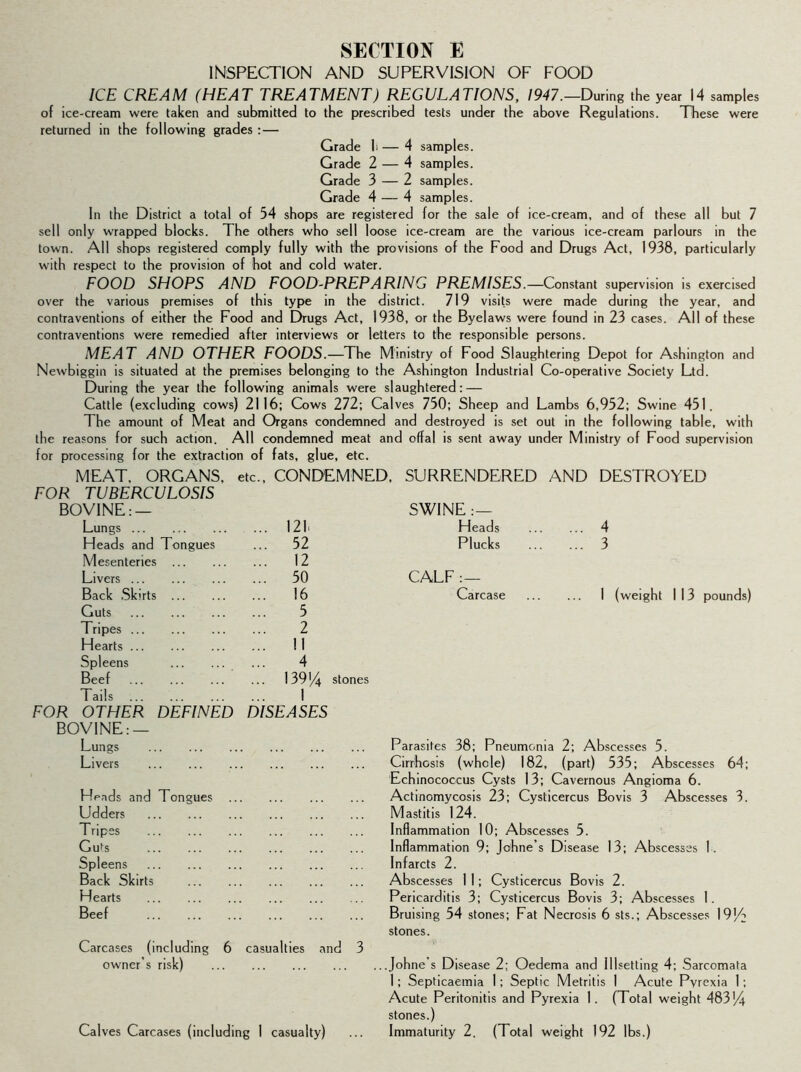 SECTION E
INSPECTION AND SUPERVISION OF FOOD
ICE CREAM (HEAT TREATMENT) REGULATIONS, 1947.—During the year 14 samples
of ice-cream were taken and submitted to the prescribed tests under the above Regulations. These were
returned in the following grades :—
Grade 1 — 4 samples.
Grade 2 — 4 samples.
Grade 3 — 2 samples.
Grade 4 — 4 samples.
In the District a total of 54 shops are registered for the sale of ice-cream, and of these all but 7
sell only wrapped blocks. The others who sell loose ice-cream are the various ice-cream parlours in the
town. All shops registered comply fully with the provisions of the Food and Drugs Act, 1938, particularly
with respect to the provision of hot and cold water.
FOOD SHOPS AND FOOD-PREPARING PREMISES.—Constant supervision is exercised
over the various premises of this type in the district. 719 visits were made during the year, and
contraventions of either the Food and Drugs Act, 1938, or the Byelaws were found in 23 cases. All of these
contraventions were remedied after interviews or letters to the responsible persons.
MEAT AND OTHER FOODS.—The Ministry of Food Slaughtering Depot for Ashington and
Newbiggin is situated at the premises belonging to the Ashington Industrial Co-operative Society Ltd.
During the year the following animals were slaughtered:—
Cattle (excluding cows) 2116; Cows 272; Calves 750; Sheep and Lambs 6,952; Swine 451.
The amount of Meat and Organs condemned and destroyed is set out in the following table, with
the reasons for such action. All condemned meat and offal is sent away under Ministry of Food supervision
for processing for the extraction of fats, glue, etc.
MEAT, ORGANS, etc., CONDEMNED, SURRENDERED AND DESTROYED
FOR TUBERCULOSIS
BOVINE:—
Lungs ... ... ... ... 121
Heads and Tongues ... 52
Mesenteries ... ... ... 12
Livers ... ... ... ... 50
Back Skirts ... ... ... 16
Guts ... ... ... ... 5
Tripes ... ... ... ... 2
Hearts ... ... ... ... 11
Spleens ... ... ... 4
Beef ... ... ... ... 139¼ stones
Tails ... ... ... ... 1
SWINE :—
Heads ... ... 4
Plucks ... ... 3
CALF :—
Carcase ... ... 1 (weight 113 pounds)
FOR OTHER DEFINED DISEASES
BOVINE:—
Lungs ... ... ... ... ... ... Parasites 38; Pneumonia 2; Abscesses 5.
Livers ... ... ... ... ... ... Cirrhosis (whole) 182, (part) 535; Abscesses 64;
Echinococcus Cysts 13; Cavernous Angioma 6.
Heads and Tongues ... ... ... ... Actinomycosis 23; Cysticercus Bovis 3 Abscesses 3.
Udders ... ... ... ... ... ... Mastitis 124.
Tripes ... ... ... ... ... ... Inflammation 10; Abscesses 5.
Guts ... ... ... ... ... ... Inflammation 9; Johne's Disease 13; Abscesses 1.
Spleens ... ... ... ... ... ... Infarcts 2.
Back Skirts ... ... ... ... ... Abscesses 11; Cysticercus Bovis 2.
Hearts ... ... ... ... ... ... Pericarditis 3; Cysticercus Bovis 3; Abscesses 1.
Beef ... ... ... ... ... ... Bruising 54 stones; Fat Necrosis 6 sts.; Abscesses 19½
stones.
Carcases (including 6 casualties and 3
owner's risk) ... ... ... ... ...Johne's Disease 2; Oedema and Illsetting 4; Sarcomata
1; Septicaemia 1; Septic Metritis 1 Acute Pyrexia 1;
Acute Peritonitis and Pyrexia 1. (Total weight 483¼
stones.)
Calves Carcases (including 1 casualty) ... Immaturity 2. (Total weight 192 lbs.)